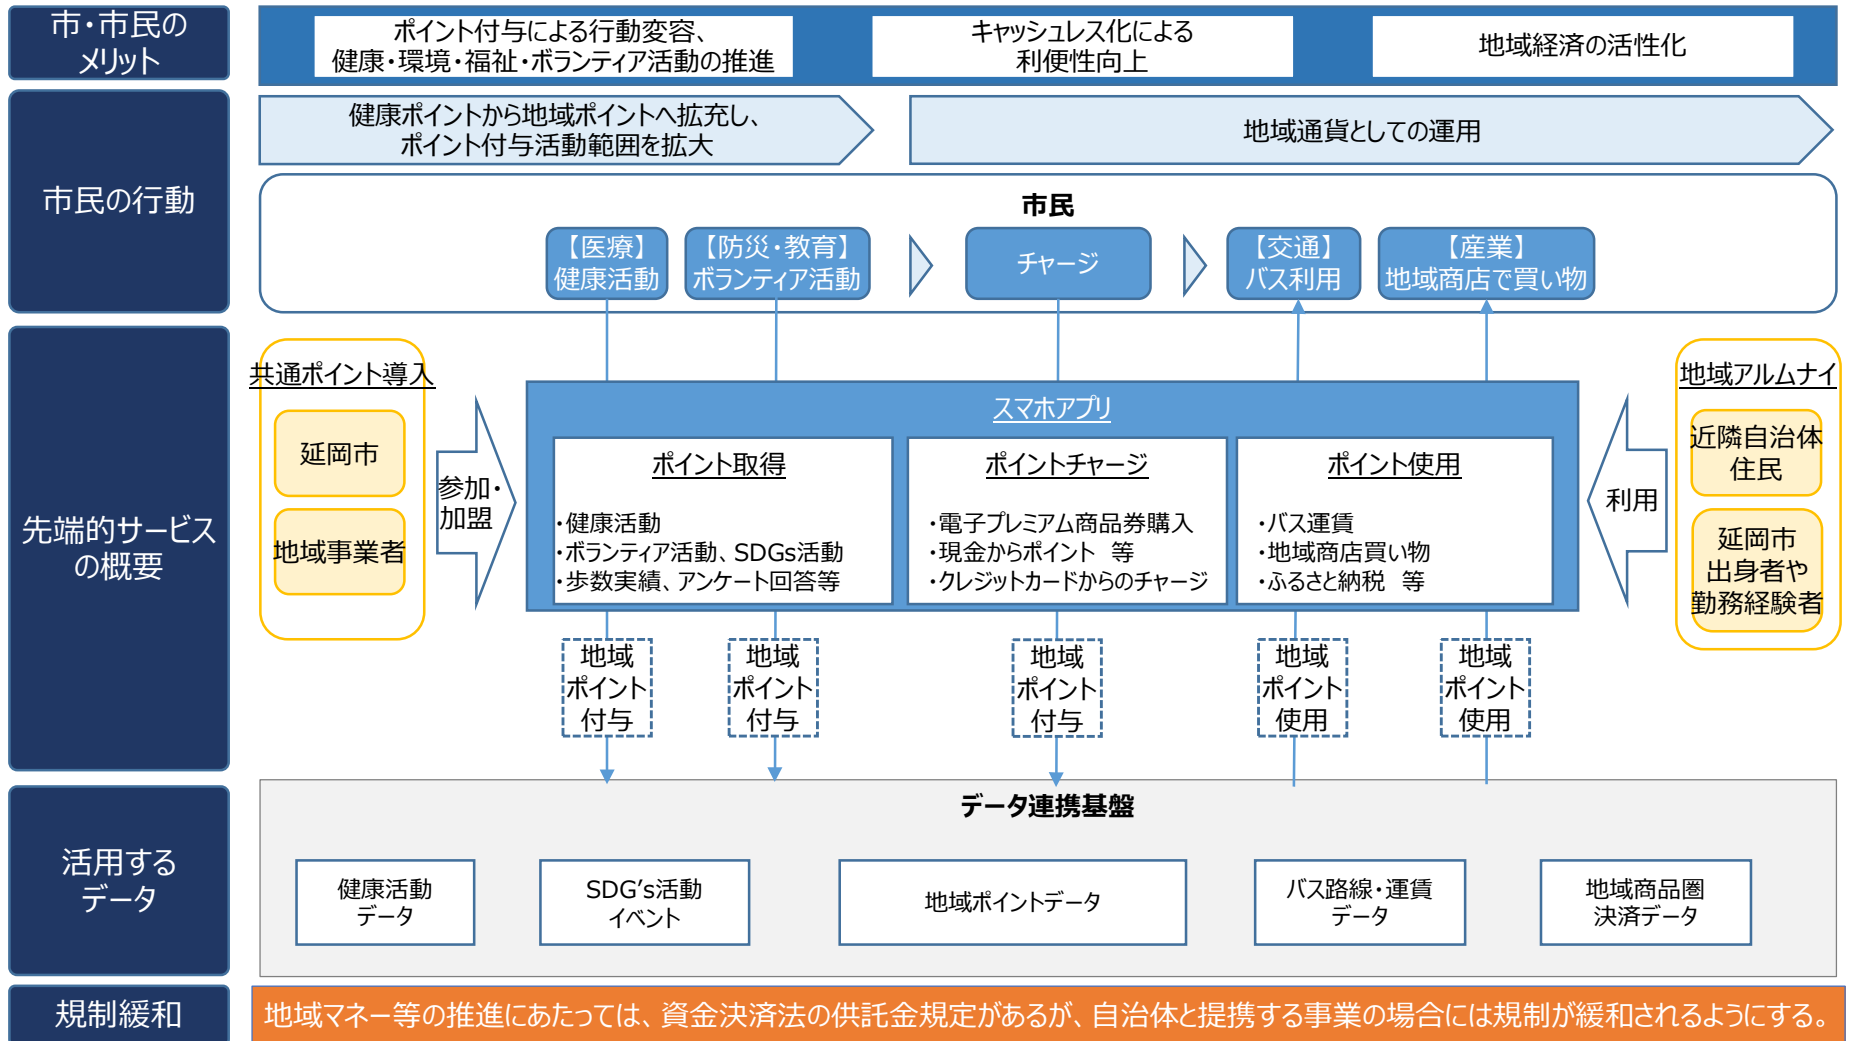 市・市民の
メリット
ポイント付与による行動変容、
健康・環境・福祉・ボランティア活動の推進
キャッシュレス化による
利便性向上
地域経済の活性化
市民の行動
健康ポイントから地域ポイントへ拡充し、
ポイント付与活動範囲を拡大
地域通貨としての運用
市民
【医療】
健康活動
【防災・教育】
ボランティア活動
チャージ
【交通】
バス利用
【産業】
地域商店で買い物
先端的サービス
の概要
共通ポイント導入
延岡市
地域事業者
参加・
加盟
スマホアプリ
ポイント取得
・健康活動
・ボランティア活動、SDGs活動
・歩数実績、アンケート回答等
ポイントチャージ
・電子プレミアム商品券購入
・現金からポイント 等
・クレジットカードからのチャージ
ポイント使用
・バス運賃
・地域商店買い物
・ふるさと納税 等
利用
地域アルムナイ
近隣自治体
住民
延岡市
出身者や
勤務経験者
地域
ポイント
付与
地域
ポイント
付与
地域
ポイント
付与
地域
ポイント
使用
地域
ポイント
使用
活用する
データ
データ連携基盤
健康活動
データ
SDG's活動
イベント
地域ポイントデータ
バス路線・運賃
データ
地域商品圏
決済データ
規制緩和
地域マネー等の推進にあたっては、資金決済法の供託金規定があるが、自治体と提携する事業の場合には規制が緩和されるようにする。